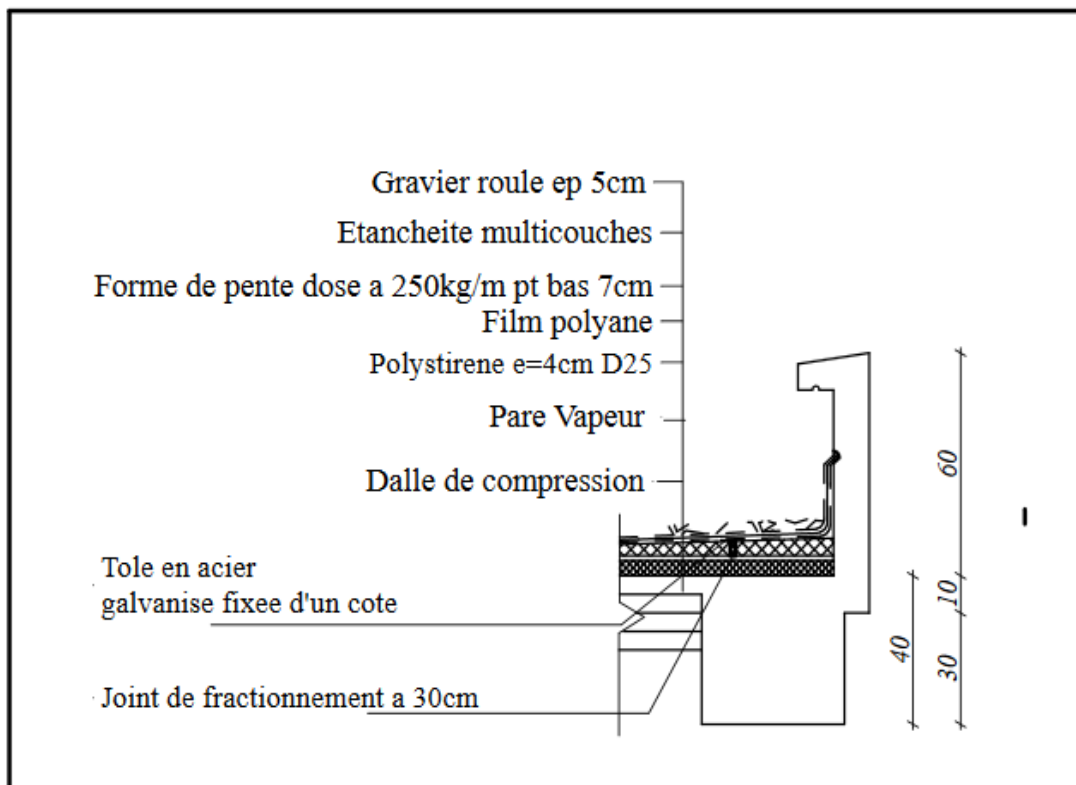 Gravier roule ep 5cm
Etancheite multicouches
Forme de pente dose a 250kg/m pt bas 7cm
Film polyane
Polystirene e=4cm D25
Pare Vapeur
Dalle de compression
Tole en acier
galvanise fixee d'un cote
Joint de fractionnement a 30cm
60
10
40
30